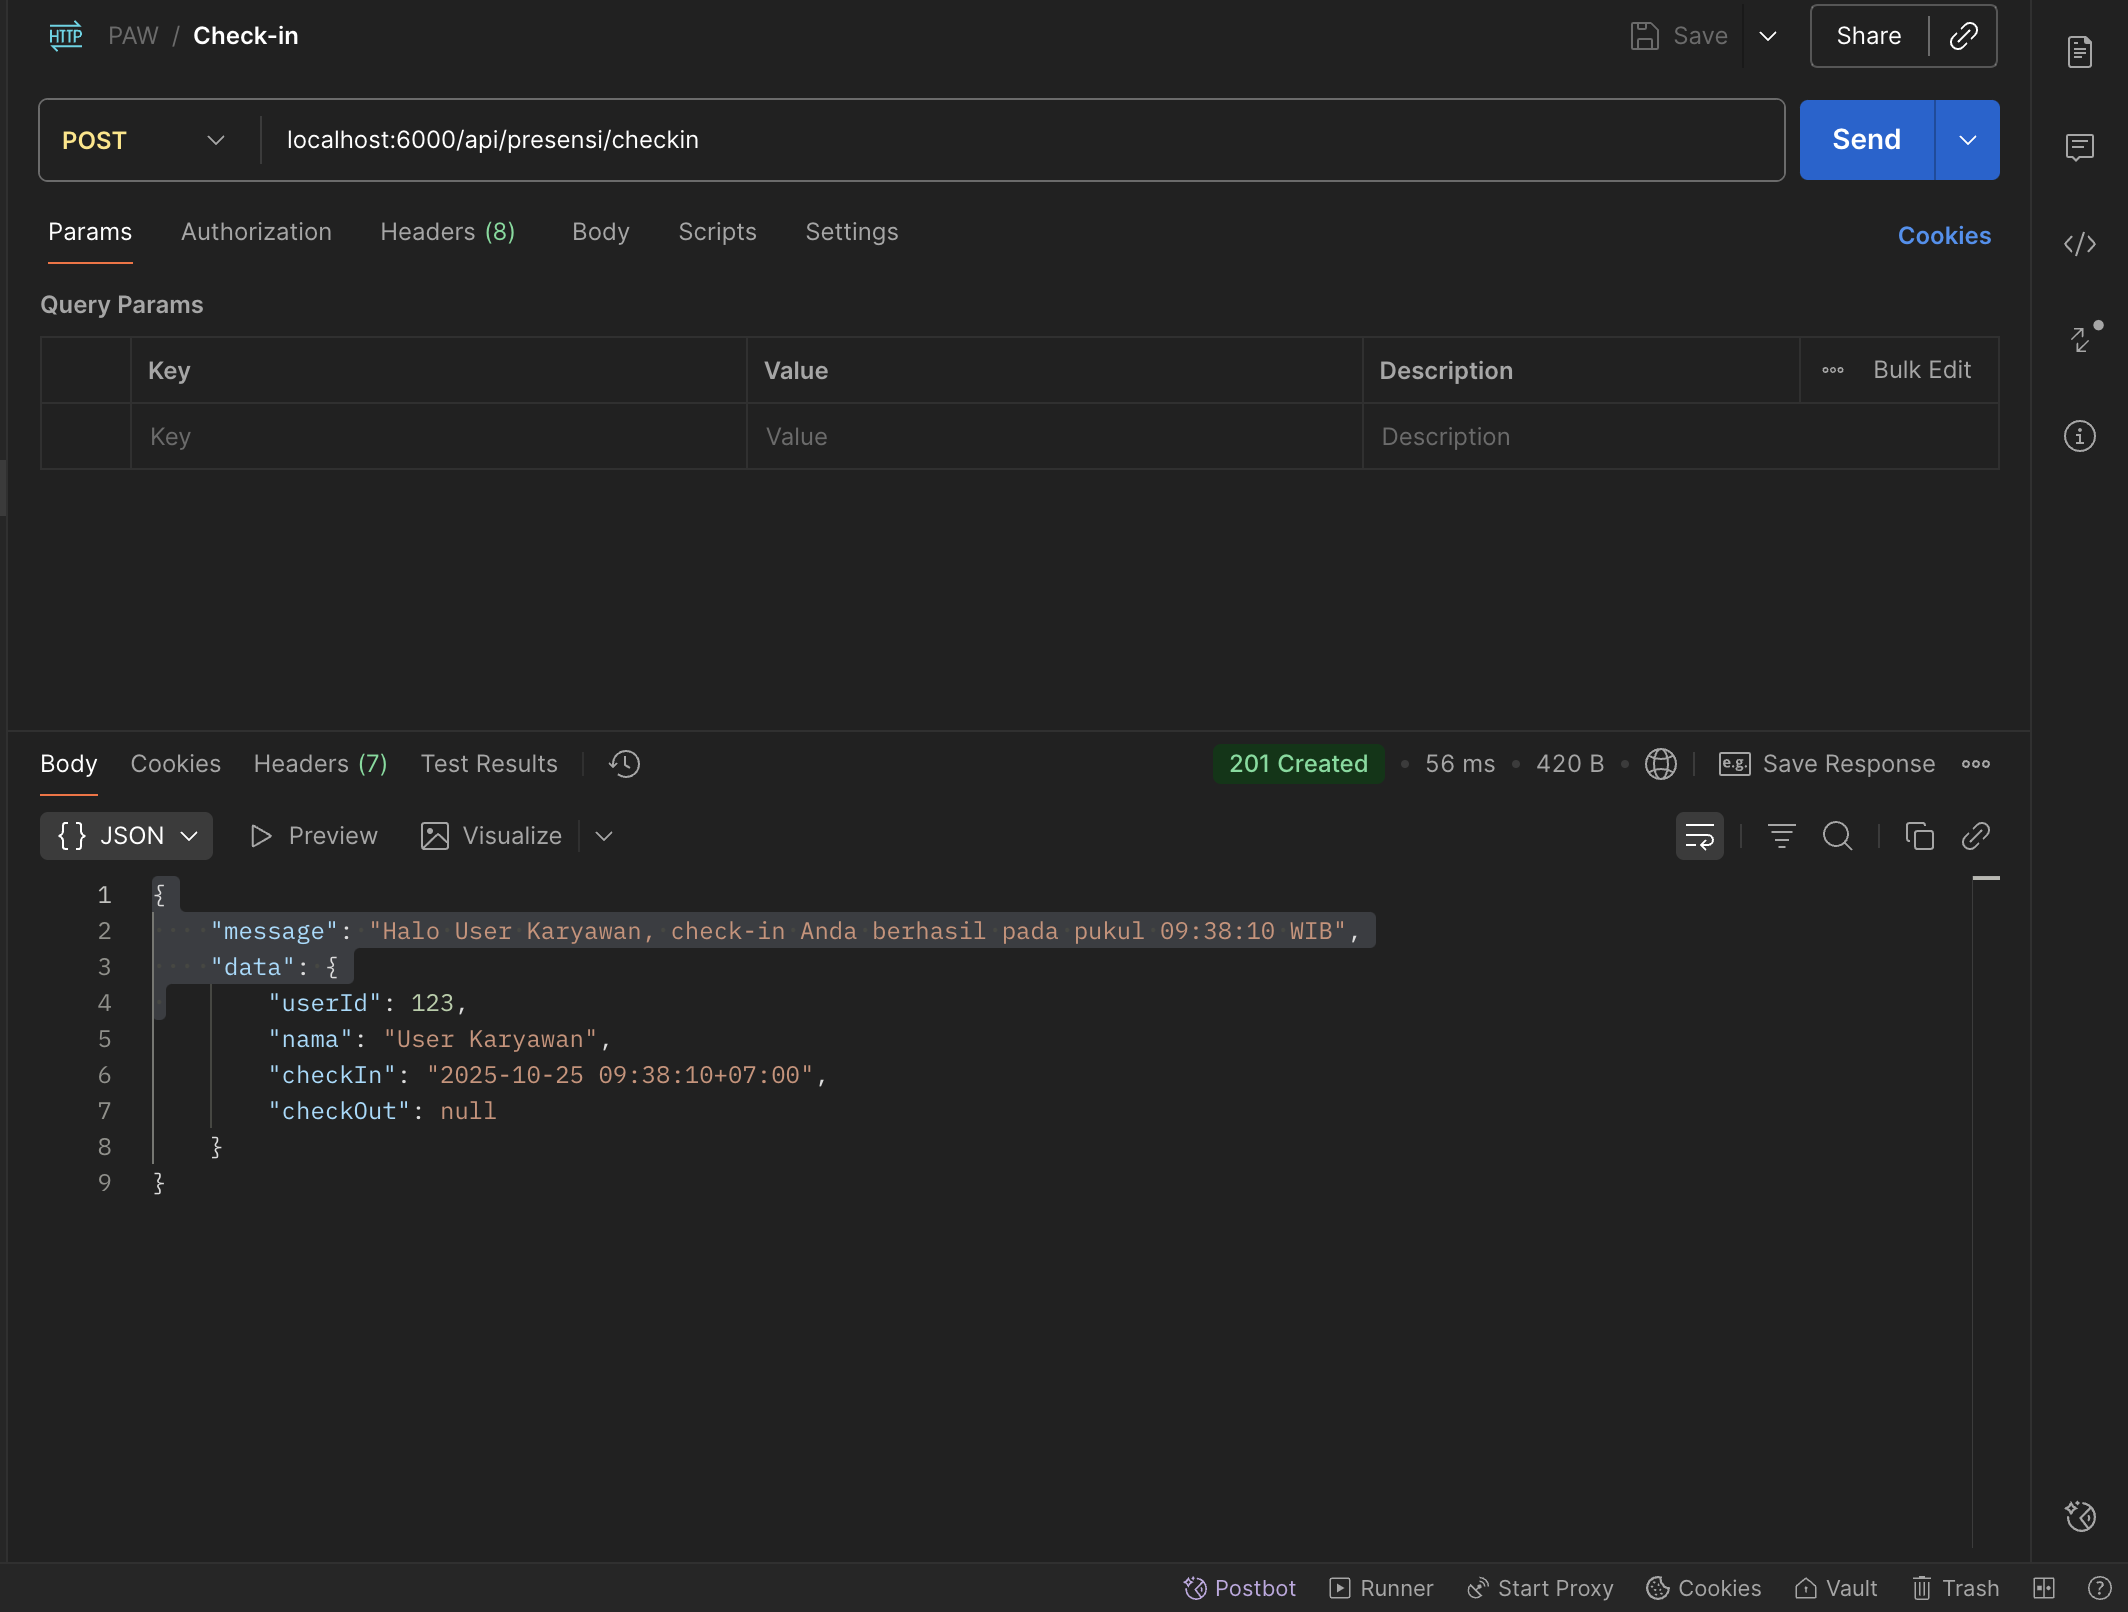 HTTP PAW / Check-in Save Share
POST localhost:6000/api/presensi/checkin Send
Params Authorization Headers (8) Body Scripts Settings Cookies
Query Params
Key Value Description Bulk Edit
Key Value Description
Body Cookies Headers (7) Test Results 201 Created • 56 ms • 420 B • e.g. Save Response
{} JSON Preview Visualize
1 {
2 "message": "Halo User Karyawan, check-in Anda berhasil pada pukul 09:38:10 WIB",
3 "data": {
4 "userId": 123,
5 "nama": "User Karyawan",
6 "checkIn": "2025-10-25 09:38:10+07:00",
7 "checkOut": null
8 }
9 }
Postbot Runner Start Proxy Cookies Vault Trash